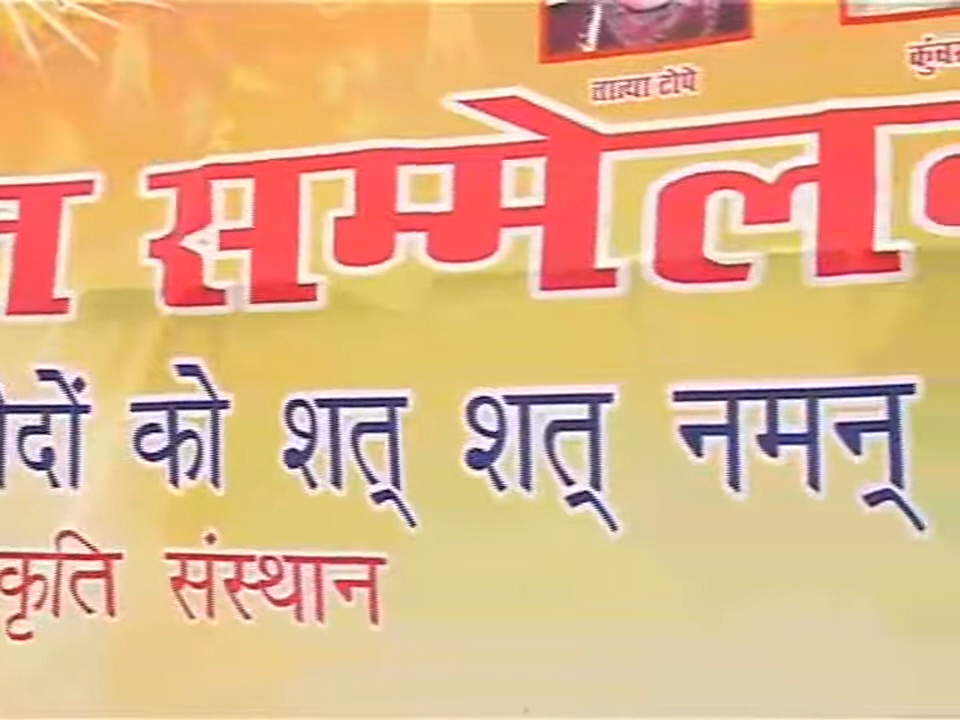 तात्या टोपे
सम्मेल
को शत् शत् नमन्
संस्थान